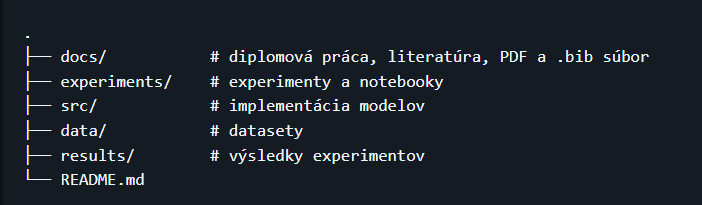 .
├── docs/           # diplomová práca, literatúra, PDF a .bib súbor
├── experiments/    # experimenty a notebooky
├── src/            # implementácia modelov
├── data/           # datasety
├── results/        # výsledky experimentov
└── README.md